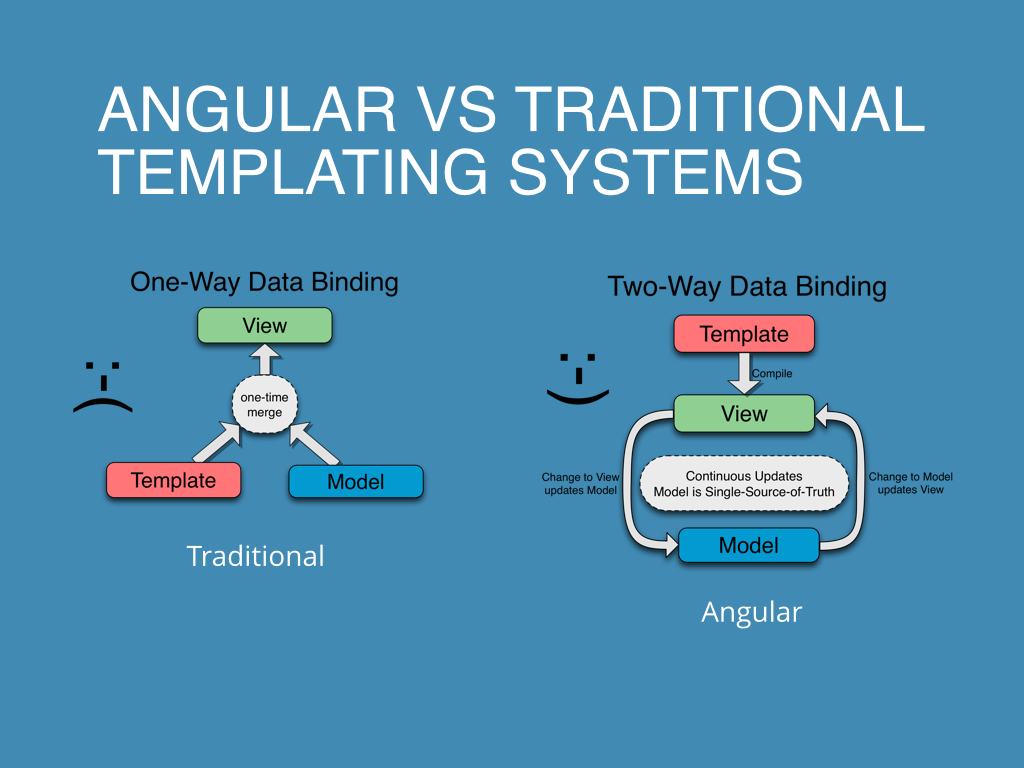 ANGULAR VS TRADITIONAL
TEMPLATING SYSTEMS
One-Way Data Binding
View
one-time
merge
Template
Model
Traditional
Two-Way Data Binding
Template
Compile
View
Change to View
updates Model
Continuous Updates
Model is Single-Source-of-Truth
Change to Model
updates View
Model
Angular